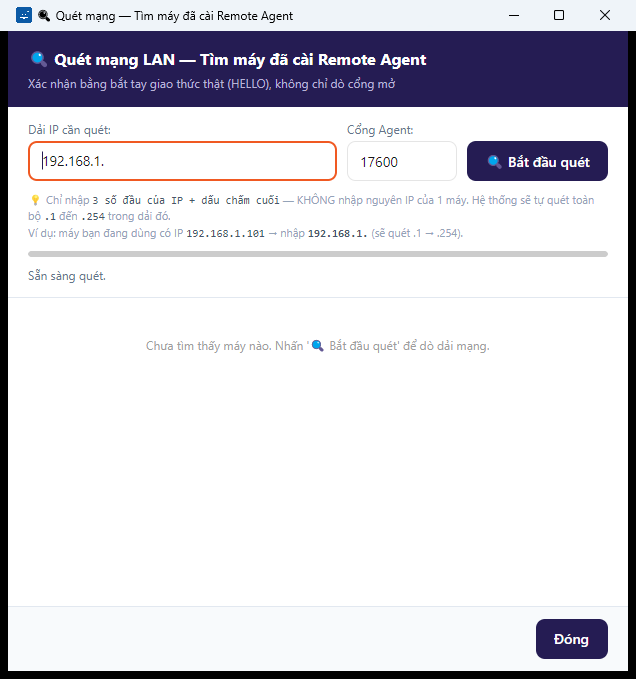 Quét mạng — Tìm máy đã cài Remote Agent
Quét mạng LAN — Tìm máy đã cài Remote Agent
Xác nhận bằng bắt tay giao thức thật (HELLO), không chỉ dò cổng mở
Dải IP cần quét:
Cổng Agent:
192.168.1.
17600
Bắt đầu quét
💡 Chỉ nhập 3 số đầu của IP + dấu chấm cuối — KHÔNG nhập nguyên IP của 1 máy. Hệ thống sẽ tự quét toàn
bộ .1 đến .254 trong dải đó.
Ví dụ: máy bạn đang dùng có IP 192.168.1.101 → nhập 192.168.1. (sẽ quét .1 → .254).
Sẵn sàng quét.
Chưa tìm thấy máy nào. Nhấn '🔍 Bắt đầu quét' để dò dải mạng.
Đóng